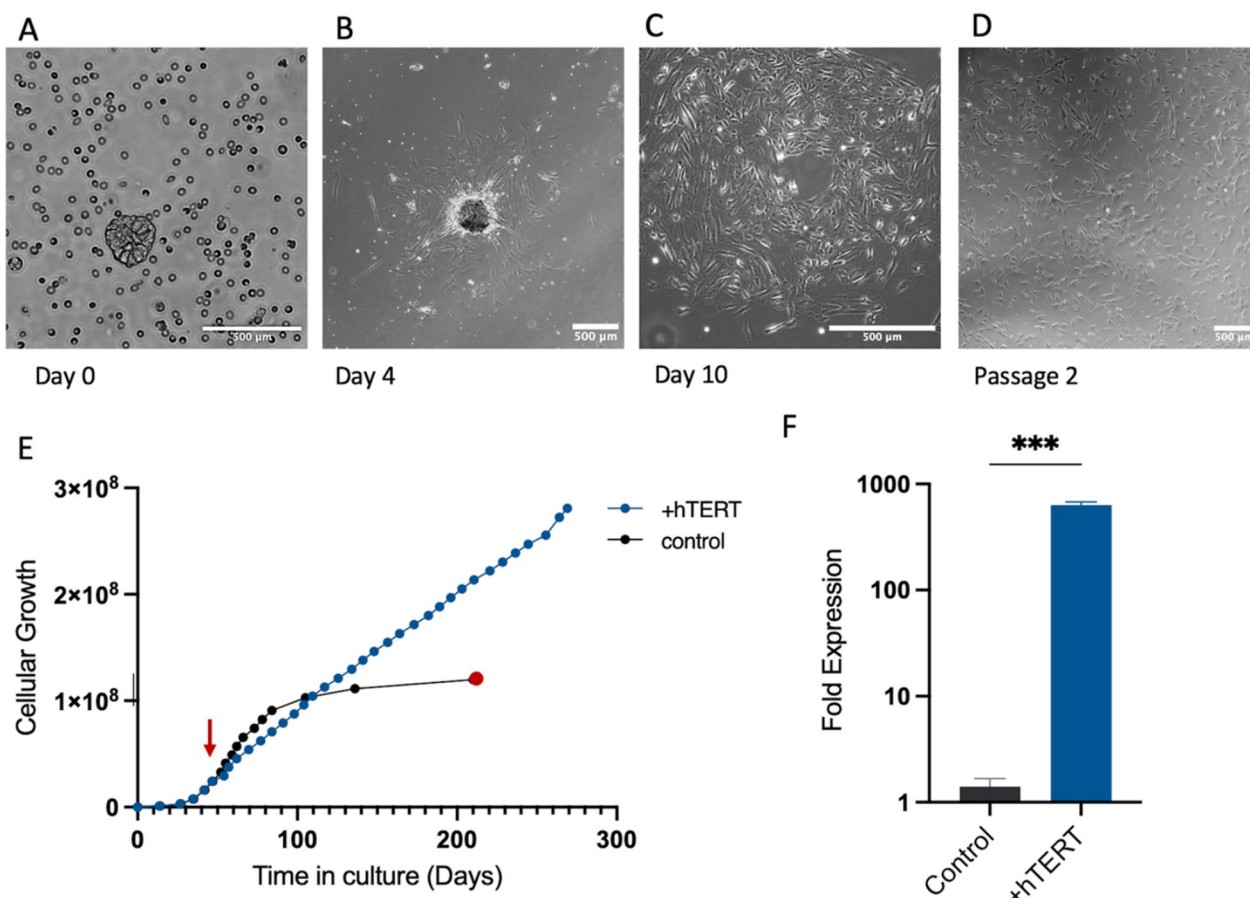 A
B
C
D
500 µm
500 µm
500 µm
500 µm
Day 0
Day 4
Day 10
Passage 2
E
3×10⁸
2×10⁸
1×10⁸
0
0
100
200
300
Cellular Growth
Time in culture (Days)
+hTERT
control
F
***
1000
100
10
1
Fold Expression
Control
+hTERT